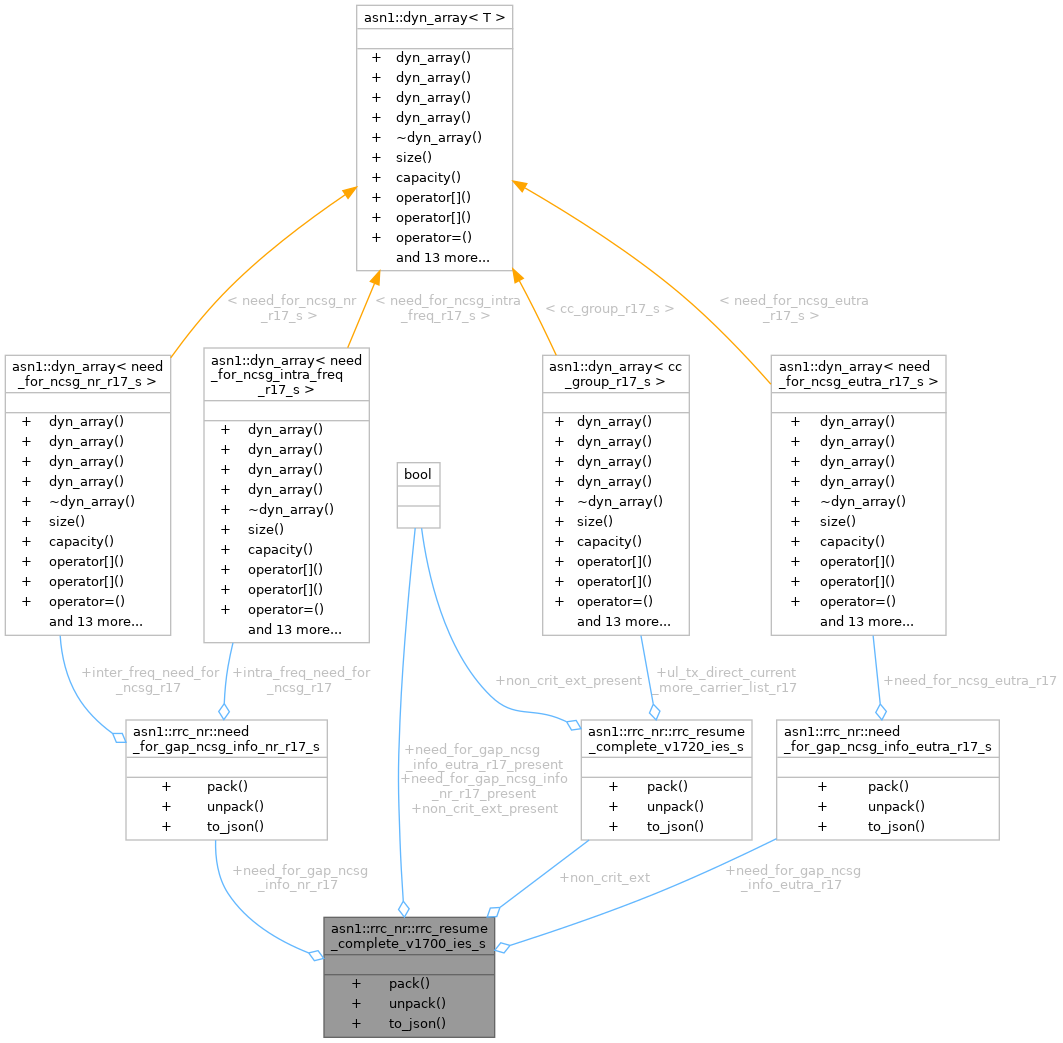 asn1::dyn_array< T >
+ dyn_array()
+ dyn_array()
+ dyn_array()
+ dyn_array()
+ ~dyn_array()
+ size()
+ capacity()
+ operator[]()
+ operator[]()
+ operator=()
and 13 more...
< need_for_ncsg_nr
_r17_s >
< need_for_ncsg_intra
_freq_r17_s >
< cc_group_r17_s >
< need_for_ncsg_eutra
_r17_s >
asn1::dyn_array< need
_for_ncsg_nr_r17_s >
+ dyn_array()
+ dyn_array()
+ dyn_array()
+ dyn_array()
+ ~dyn_array()
+ size()
+ capacity()
+ operator[]()
+ operator[]()
+ operator=()
and 13 more...
asn1::dyn_array< need
_for_ncsg_intra_freq
_r17_s >
+ dyn_array()
+ dyn_array()
+ dyn_array()
+ dyn_array()
+ ~dyn_array()
+ size()
+ capacity()
+ operator[]()
+ operator[]()
+ operator=()
and 13 more...
bool
asn1::dyn_array< cc
_group_r17_s >
+ dyn_array()
+ dyn_array()
+ dyn_array()
+ dyn_array()
+ ~dyn_array()
+ size()
+ capacity()
+ operator[]()
+ operator[]()
+ operator=()
and 13 more...
asn1::dyn_array< need
_for_ncsg_eutra_r17_s >
+ dyn_array()
+ dyn_array()
+ dyn_array()
+ dyn_array()
+ ~dyn_array()
+ size()
+ capacity()
+ operator[]()
+ operator[]()
+ operator=()
and 13 more...
+inter_freq_need_for
_ncsg_r17
+intra_freq_need_for
_ncsg_r17
+non_crit_ext_present
+ul_tx_direct_current
_more_carrier_list_r17
+need_for_ncsg_eutra_r17
asn1::rrc_nr::need
_for_gap_ncsg_info_nr_r17_s
+ pack()
+ unpack()
+ to_json()
+need_for_gap_ncsg
_info_eutra_r17_present
+need_for_gap_ncsg_info
_nr_r17_present
+non_crit_ext_present
asn1::rrc_nr::rrc_resume
_complete_v1720_ies_s
+ pack()
+ unpack()
+ to_json()
asn1::rrc_nr::need
_for_gap_ncsg_info_eutra_r17_s
+ pack()
+ unpack()
+ to_json()
+need_for_gap_ncsg
_info_nr_r17
+non_crit_ext
+need_for_gap_ncsg
_info_eutra_r17
asn1::rrc_nr::rrc_resume
_complete_v1700_ies_s
+ pack()
+ unpack()
+ to_json()